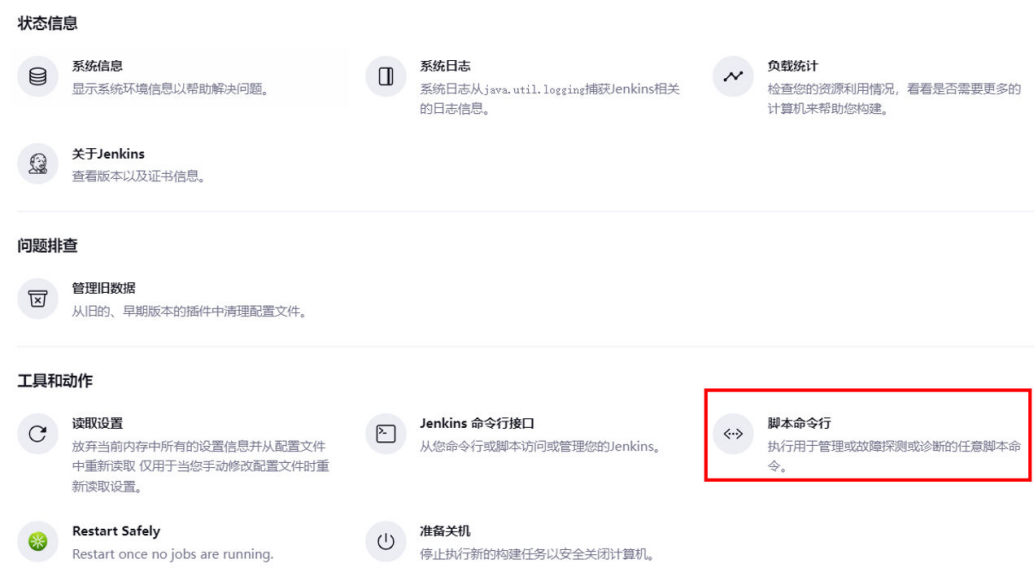 状态信息
系统信息
显示系统环境信息以帮助解决问题。
系统日志
系统日志从java.util.logging捕获Jenkins相关
的日志信息。
负载统计
检查您的资源利用情况，看看是否需要更多的
计算机来帮助您构建。
关于Jenkins
查看版本以及证书信息。
问题排查
管理旧数据
从旧的、早期版本的插件中清理配置文件。
工具和动作
读取设置
放弃当前内存中所有的设置信息并从配置文件
中重新读取 仅用于当您手动修改配置文件时重
新读取设置。
Jenkins 命令行接口
从您命令行或脚本访问或管理您的Jenkins。
脚本命令行
执行用于管理或故障探测或诊断的任意脚本命
令。
Restart Safely
Restart once no jobs are running.
准备关机
停止执行新的构建任务以安全关闭计算机。